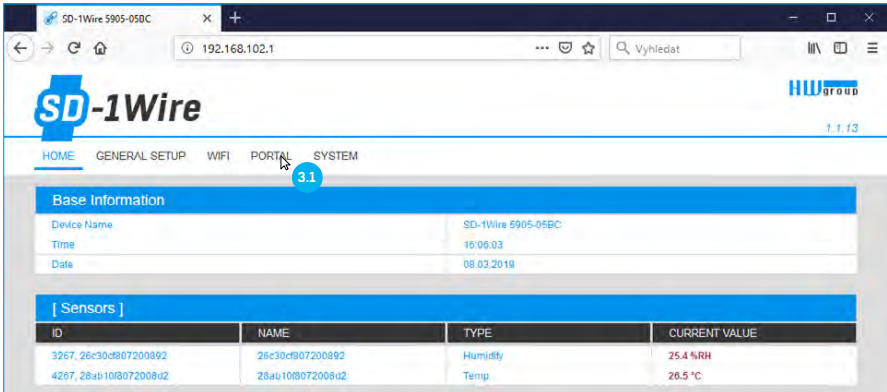 SD-1Wire 5905-05BC
192.168.102.1
Vyhledat
SD-1Wire
HWgroup
1.1.13
HOME GENERAL SETUP WIFI PORTAL SYSTEM
3.1
Base Information
Device Name SD-1Wire 5905-05BC
Time 16:06:03
Date 08.03.2019
[ Sensors ]
ID NAME TYPE CURRENT VALUE
3267, 26c30cf807200892 26c30cf807200892 Humidity 25.4 %RH
4267, 28ab10f8072008d2 28ab10f8072008d2 Temp 26.5 °C